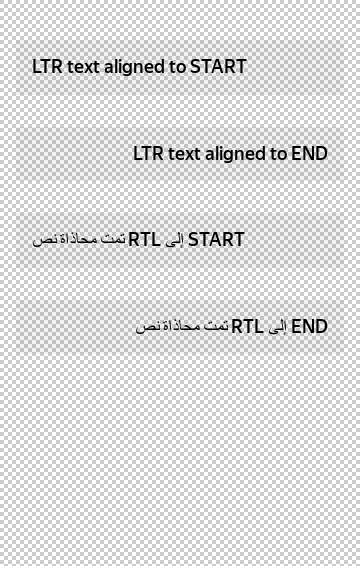 LTR text aligned to START
LTR text aligned to END
تمت محاذاة نص RTL إلى START
تمت محاذاة نص RTL إلى END